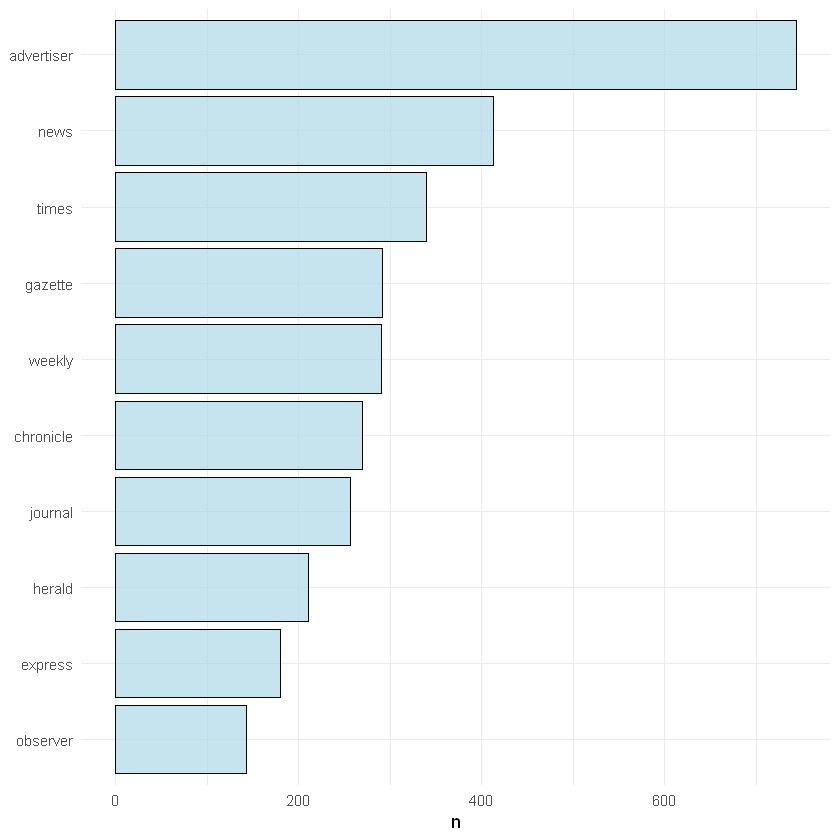 advertiser
news
times
gazette
weekly
chronicle
journal
herald
express
observer
0 200 400 600
n